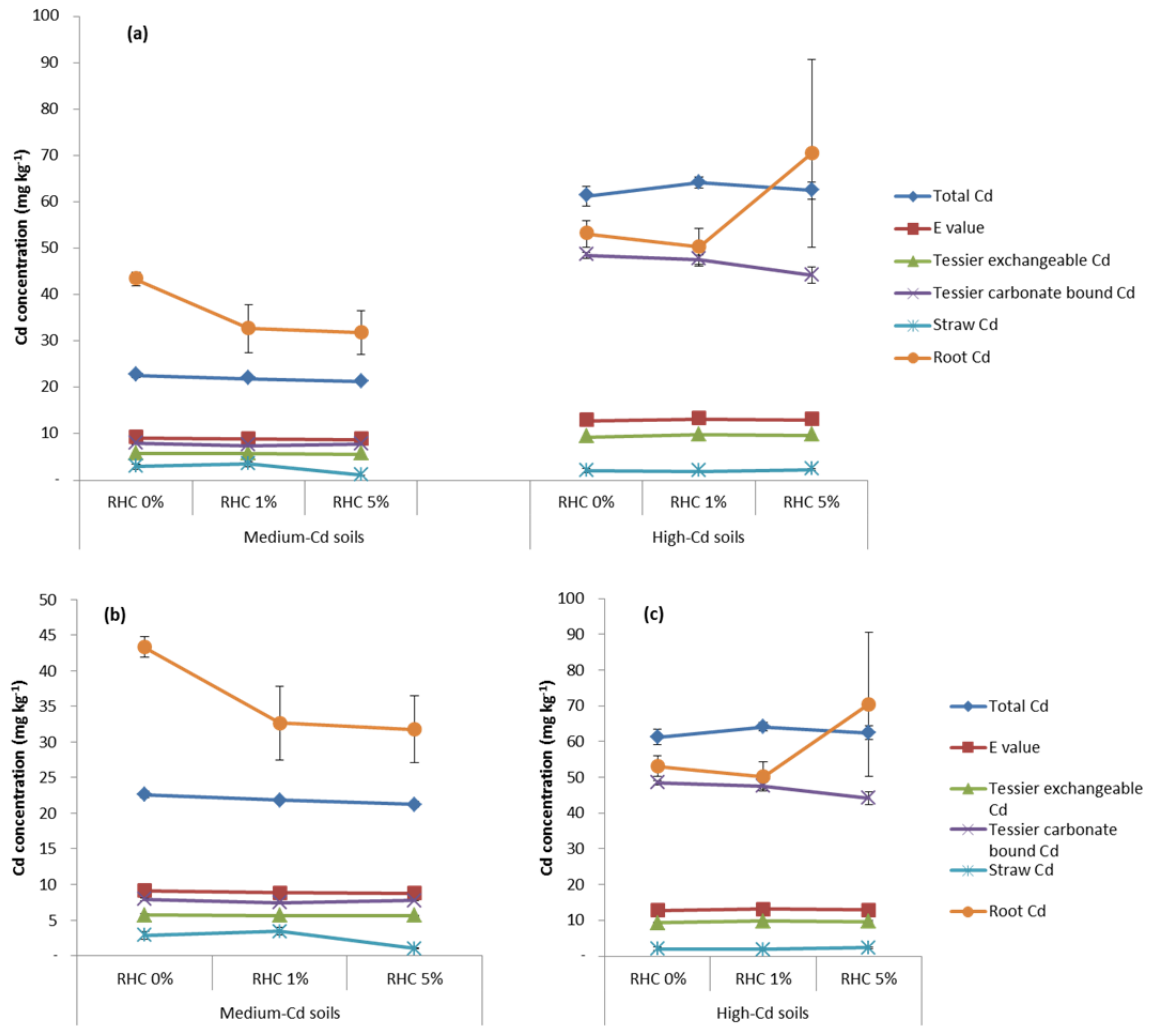 (a)
Cd concentration (mg kg-1)
100
90
80
70
60
50
40
30
20
10
-
RHC 0%
RHC 1%
RHC 5%
RHC 0%
RHC 1%
RHC 5%
Medium-Cd soils
High-Cd soils
Total Cd
E value
Tessier exchangeable Cd
Tessier carbonate bound Cd
Straw Cd
Root Cd
(b)
Cd concentration (mg kg-1)
50
45
40
35
30
25
20
15
10
5
-
RHC 0%
RHC 1%
RHC 5%
Medium-Cd soils
(c)
Cd concentration (mg kg-1)
100
90
80
70
60
50
40
30
20
10
-
RHC 0%
RHC 1%
RHC 5%
High-Cd soils
Total Cd
E value
Tessier exchangeable
Cd
Tessier carbonate
bound Cd
Straw Cd
Root Cd